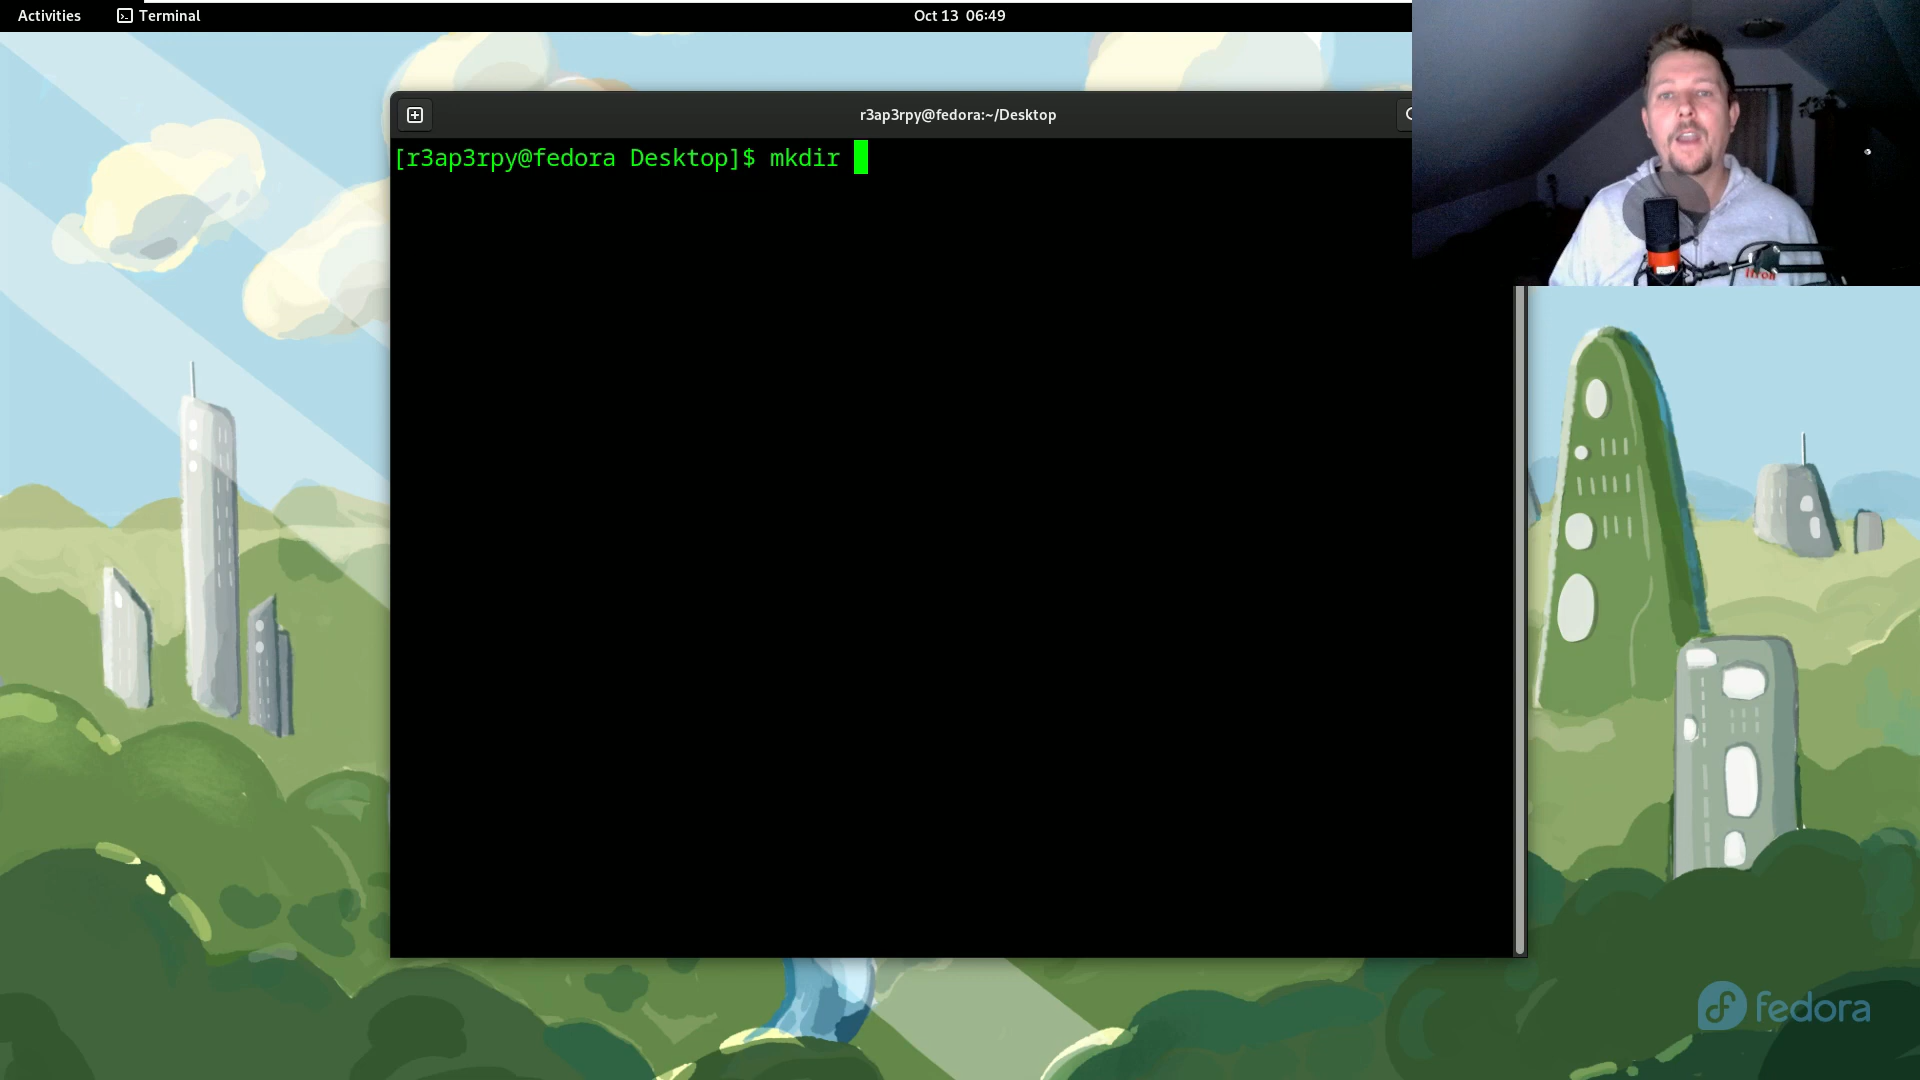 Activities
Terminal
Oct 13 06:49
r3ap3rpy@fedora:~/Desktop
[r3ap3rpy@fedora Desktop]$ mkdir
fedora